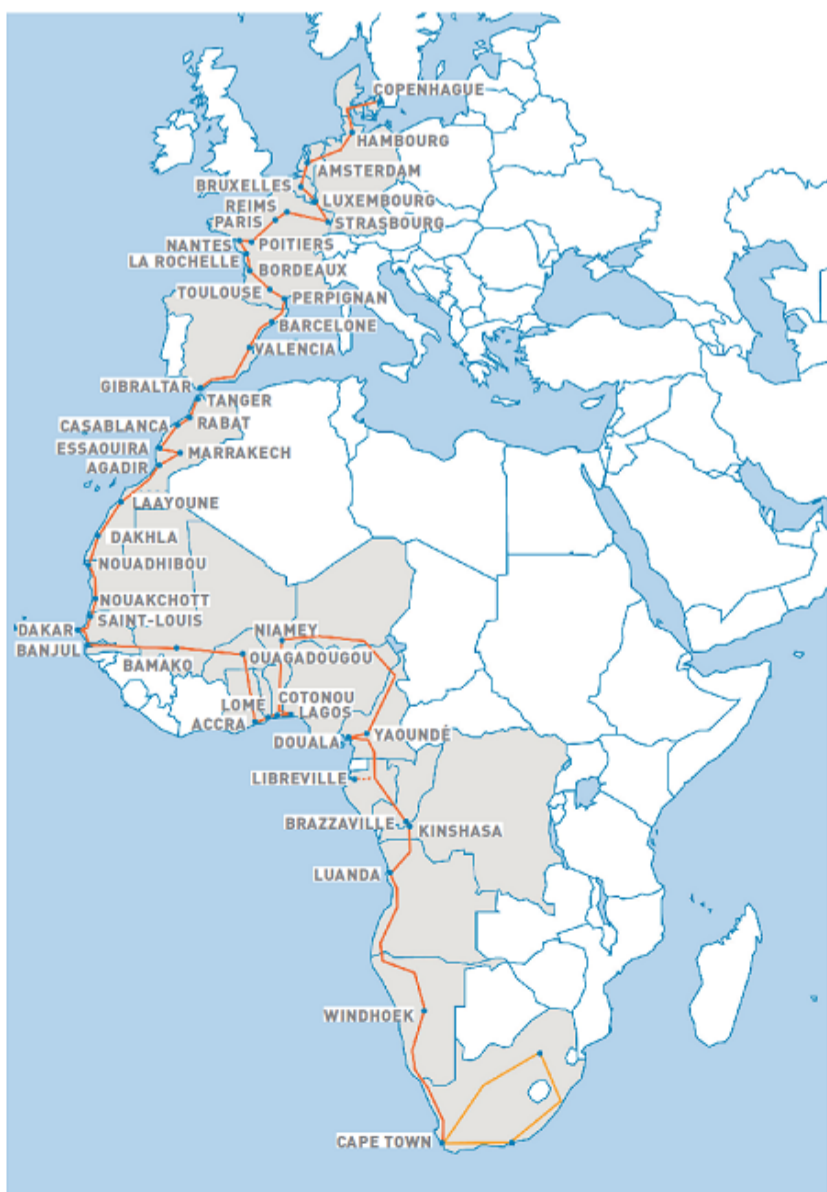 COPENHAGUE
HAMBOURG
AMSTERDAM
BRUXELLES
LUXEMBOURG
REIMS
PARIS
STRASBOURG
NANTES
POITIERS
LA ROCHELLE
BORDEAUX
TOULOUSE
PERPIGNAN
BARCELONE
VALENCIA
GIBRALTAR
TANGER
CASABLANCA
RABAT
ESSAOUIRA
MARRAKECH
AGADIR
LAAYOUNE
DAKHLA
NOUADHIBOU
NOUAKCHOTT
SAINT-LOUIS
DAKAR
NIAMEY
BANJUL
OUAGADOUGOU
BAMAKO
COTONOU
LOMÉ
LAGOS
ACCRA
YAOUNDÉ
DOUALA
LIBREVILLE
BRAZZAVILLE
KINSHASA
LUANDA
WINDHOEK
CAPE TOWN